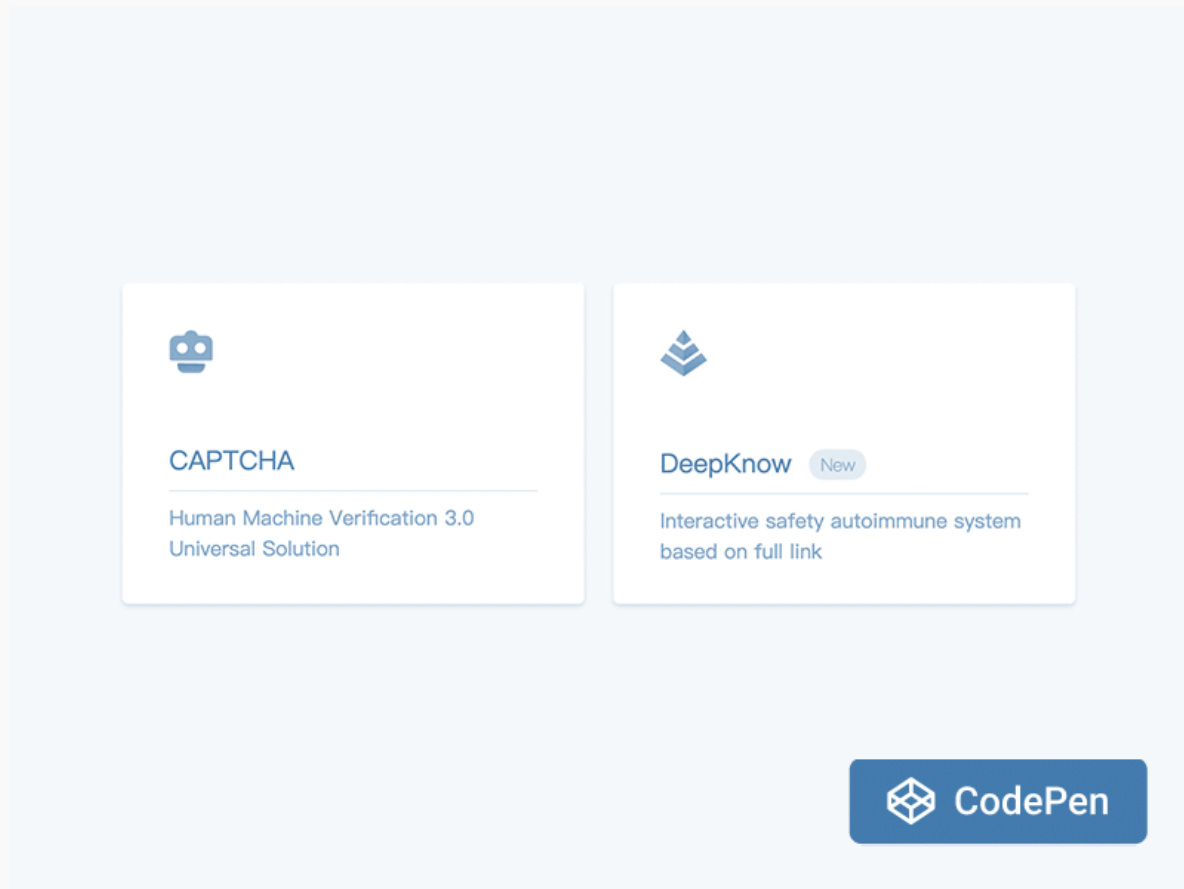 CAPTCHA
Human Machine Verification 3.0
Universal Solution
DeepKnow New
Interactive safety autoimmune system
based on full link
CodePen